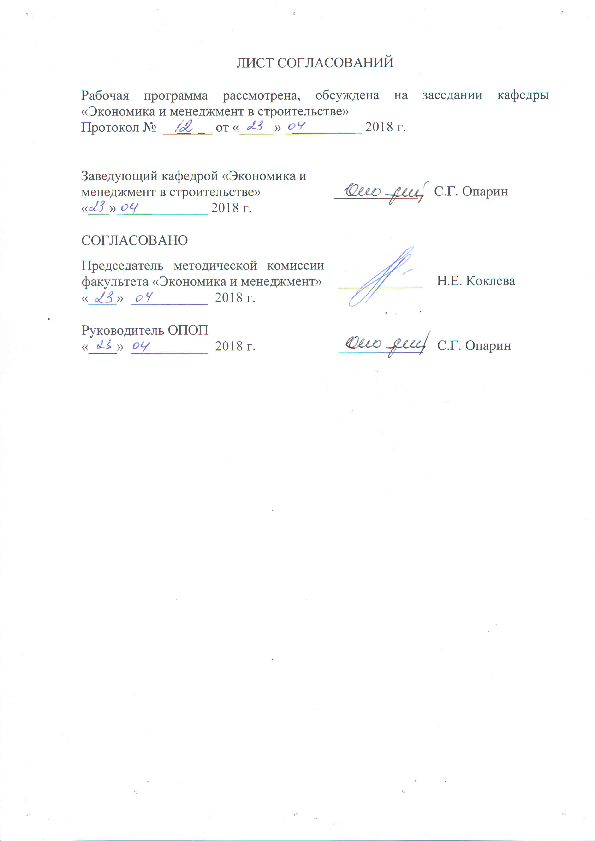 ЛИСТ СОГЛАСОВАНИЙ
Рабочая программа рассмотрена, обсуждена на заседании кафедры
«Экономика и менеджмент в строительстве»
Протокол № 12 от «23» 04 2018 г.
Заведующий кафедрой «Экономика и
менеджмент в строительстве» С.Г. Опарин
«23» 04 2018 г.
СОГЛАСОВАНО
Председатель методической комиссии
факультета «Экономика и менеджмент» Н.Е. Коклева
«23» 04 2018 г.
Руководитель ОПОП
«23» 04 2018 г. С.Г. Опарин